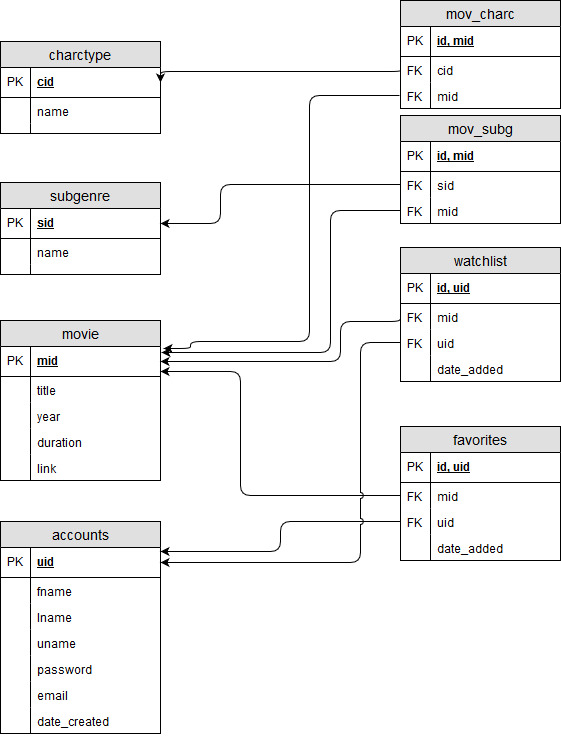 charctype
PK cid
name
subgenre
PK sid
name
movie
PK mid
title
year
duration
link
accounts
PK uid
fname
lname
uname
password
email
date_created
mov_charc
PK id, mid
FK cid
FK mid
mov_subg
PK id, mid
FK sid
FK mid
watchlist
PK id, uid
FK mid
FK uid
date_added
favorites
PK id, uid
FK mid
FK uid
date_added